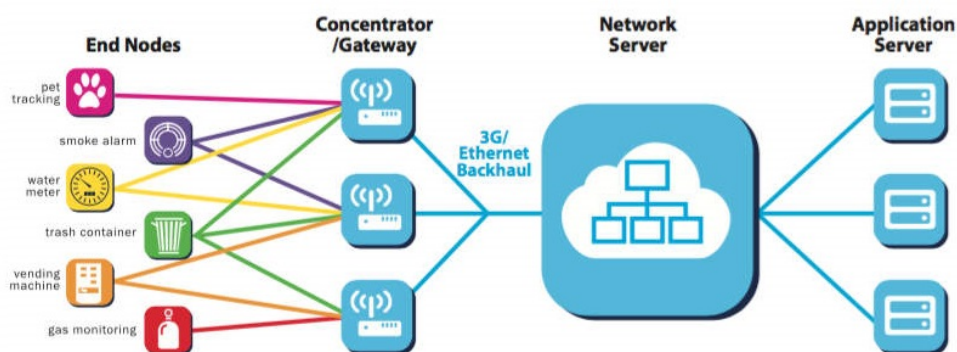 End Nodes
Concentrator
/Gateway
Network
Server
Application
Server
pet
tracking
smoke alarm
water
meter
trash container
vending
machine
gas monitoring
3G/
Ethernet
Backhaul